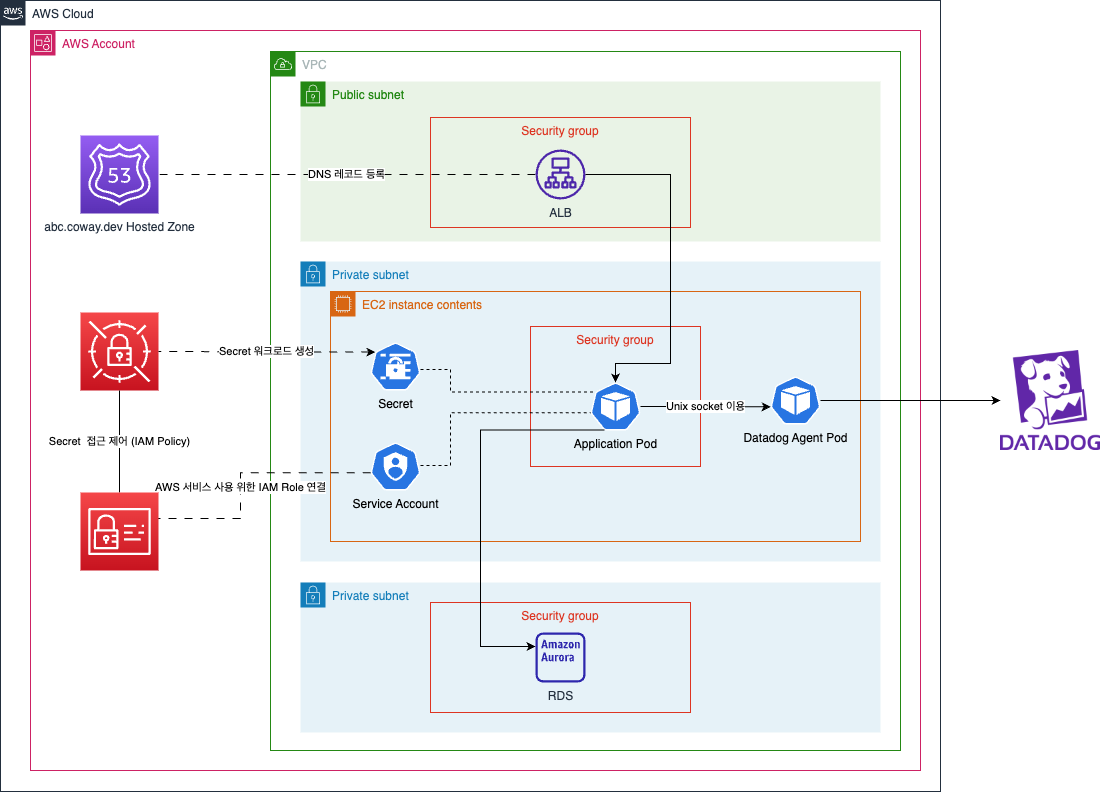 aws
AWS Cloud
AWS Account
VPC
Public subnet
Security group
53
DNS 레코드 등록
ALB
abc.coway.dev Hosted Zone
Private subnet
EC2 instance contents
Security group
Secret 워크로드 생성
Secret
Unix socket 이용
Application Pod
Datadog Agent Pod
DATADOG
Secret 접근 제어 (IAM Policy)
AWS 서비스 사용 위한 IAM Role 연결
Service Account
Private subnet
Security group
Amazon
Aurora
RDS